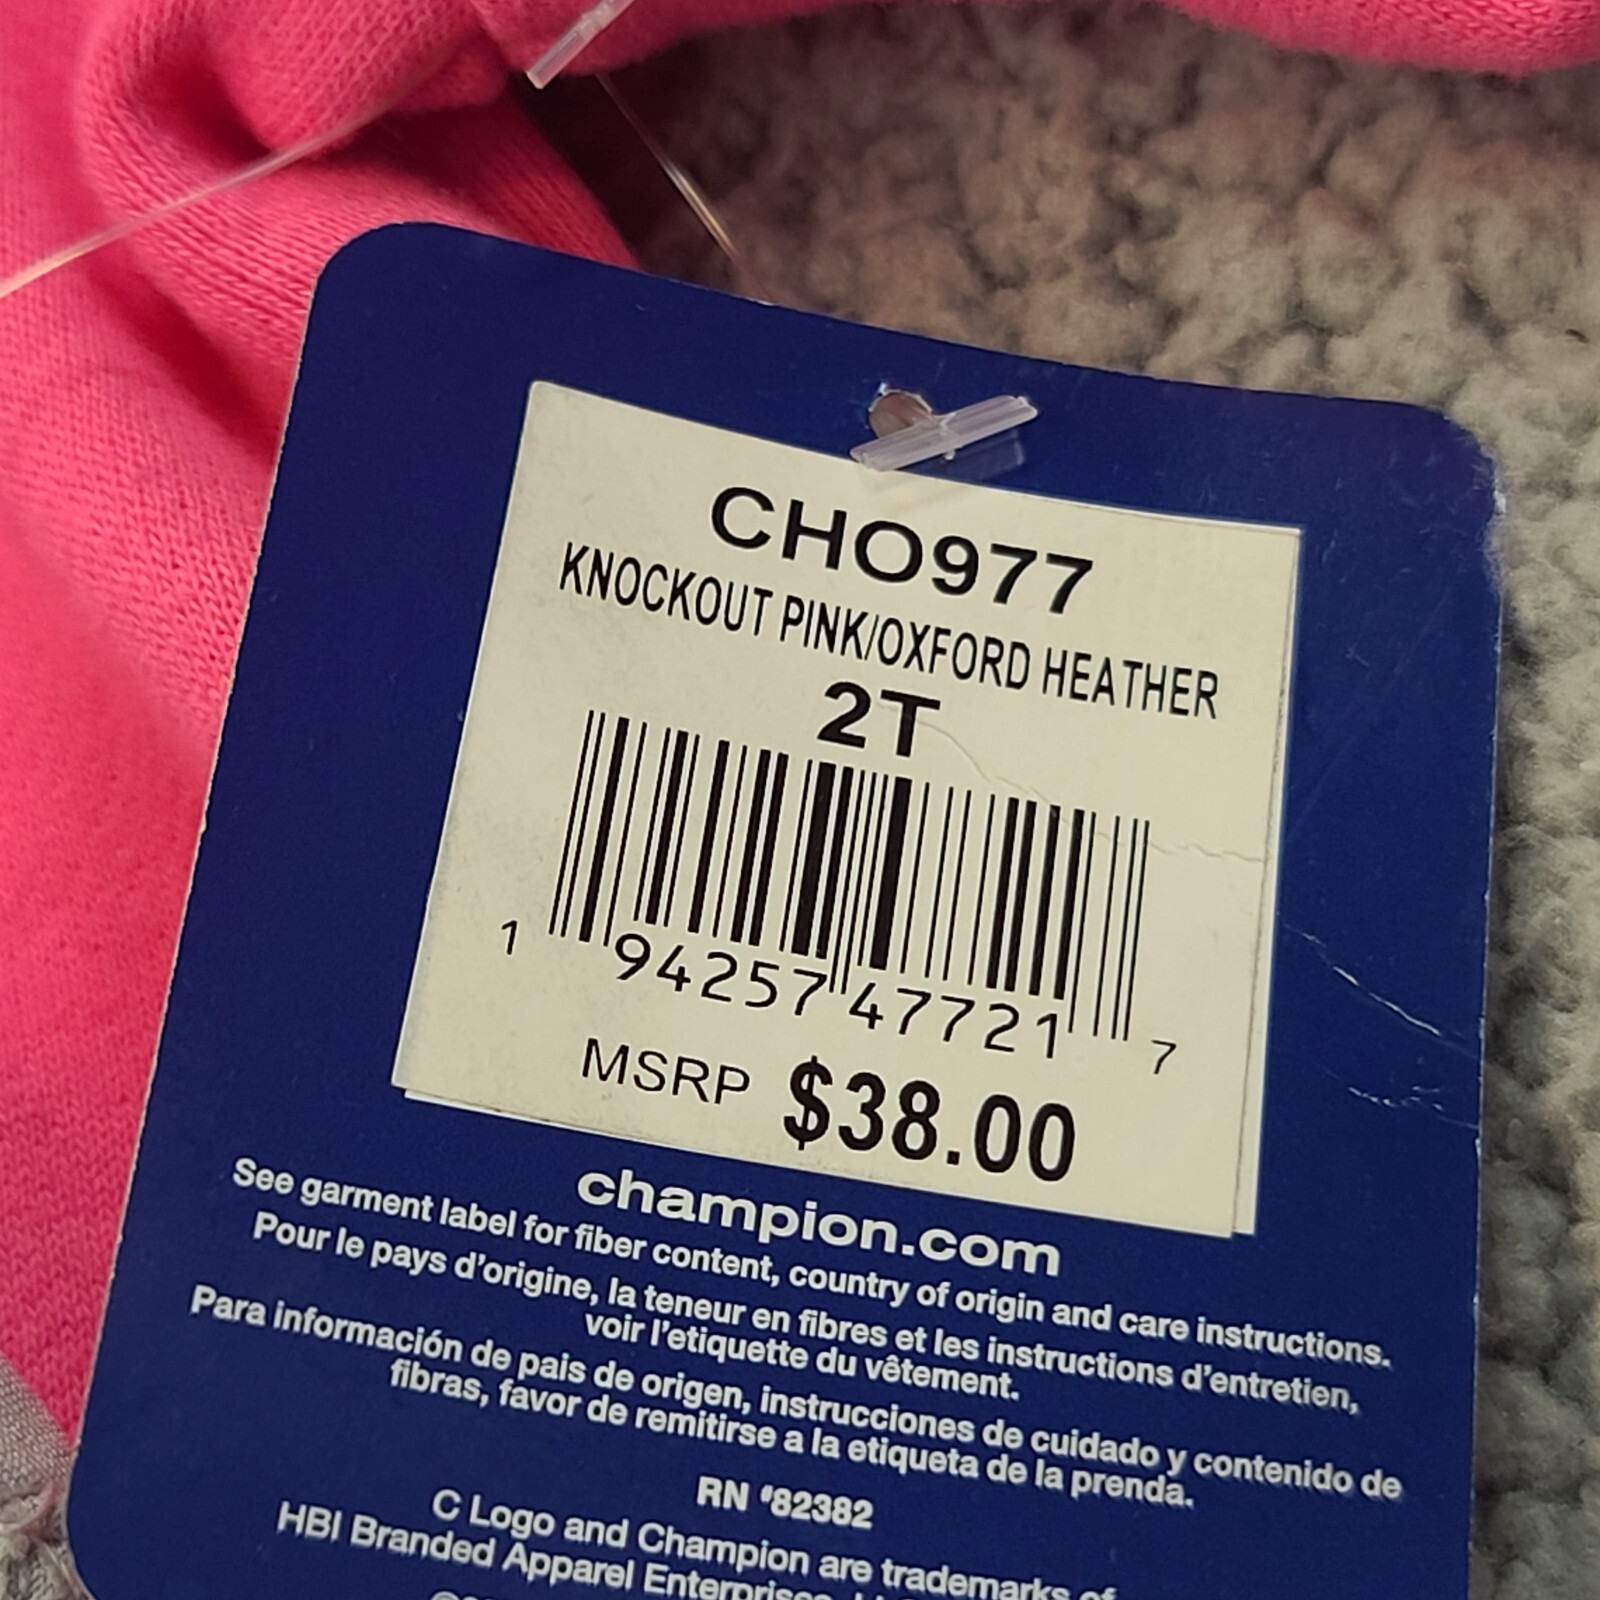 CHO977
KNOCKOUT PINK/OXFORD HEATHER
2T
1 94257 47721 7
MSRP $38.00
champion.com
See garment label for fiber content, country of origin and care instructions.
Pour le pays d'origine, la teneur en fibres et les instructions d'entretien,
voir l'etiquette du vêtement.
Para información de pais de origen, instrucciones de cuidado y contenido de
fibras, favor de remitirse a la etiqueta de la prenda.
RN #82382
C Logo and Champion are trademarks of
HBI Branded Apparel Enterprises,